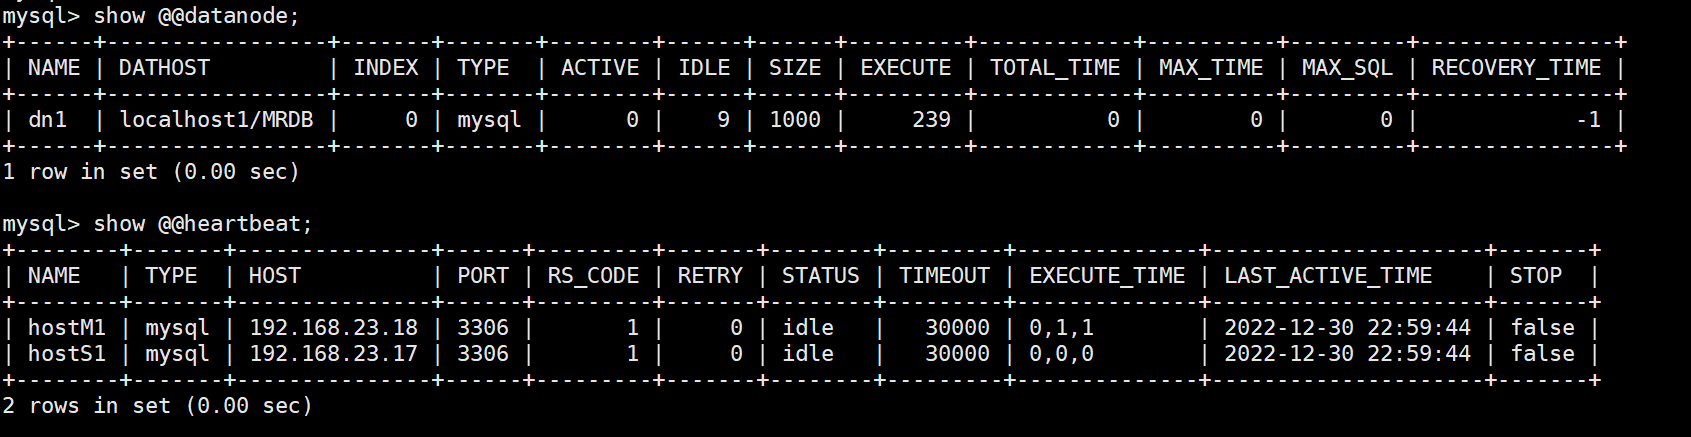 mysql> show @@datanode;
+------+-----------------+-------+-------+--------+------+------+---------+------------+----------+---------+---------------+
| NAME | DATHOST         | INDEX | TYPE  | ACTIVE | IDLE | SIZE | EXECUTE | TOTAL_TIME | MAX_TIME | MAX_SQL | RECOVERY_TIME |
+------+-----------------+-------+-------+--------+------+------+---------+------------+----------+---------+---------------+
| dn1  | localhost1/MRDB |     0 | mysql |      0 |    9 | 1000 |     239 |          0 |        0 |       0 |            -1 |
+------+-----------------+-------+-------+--------+------+------+---------+------------+----------+---------+---------------+
1 row in set (0.00 sec)

mysql> show @@heartbeat;
+--------+-------+---------------+------+---------+-------+--------+---------+--------------+---------------------+-------+
| NAME   | TYPE  | HOST          | PORT | RS_CODE | RETRY | STATUS | TIMEOUT | EXECUTE_TIME | LAST_ACTIVE_TIME    | STOP  |
+--------+-------+---------------+------+---------+-------+--------+---------+--------------+---------------------+-------+
| hostM1 | mysql | 192.168.23.18 | 3306 |       1 |     0 | idle   |   30000 | 0,1,1        | 2022-12-30 22:59:44 | false |
| hostS1 | mysql | 192.168.23.17 | 3306 |       1 |     0 | idle   |   30000 | 0,0,0        | 2022-12-30 22:59:44 | false |
+--------+-------+---------------+------+---------+-------+--------+---------+--------------+---------------------+-------+
2 rows in set (0.00 sec)